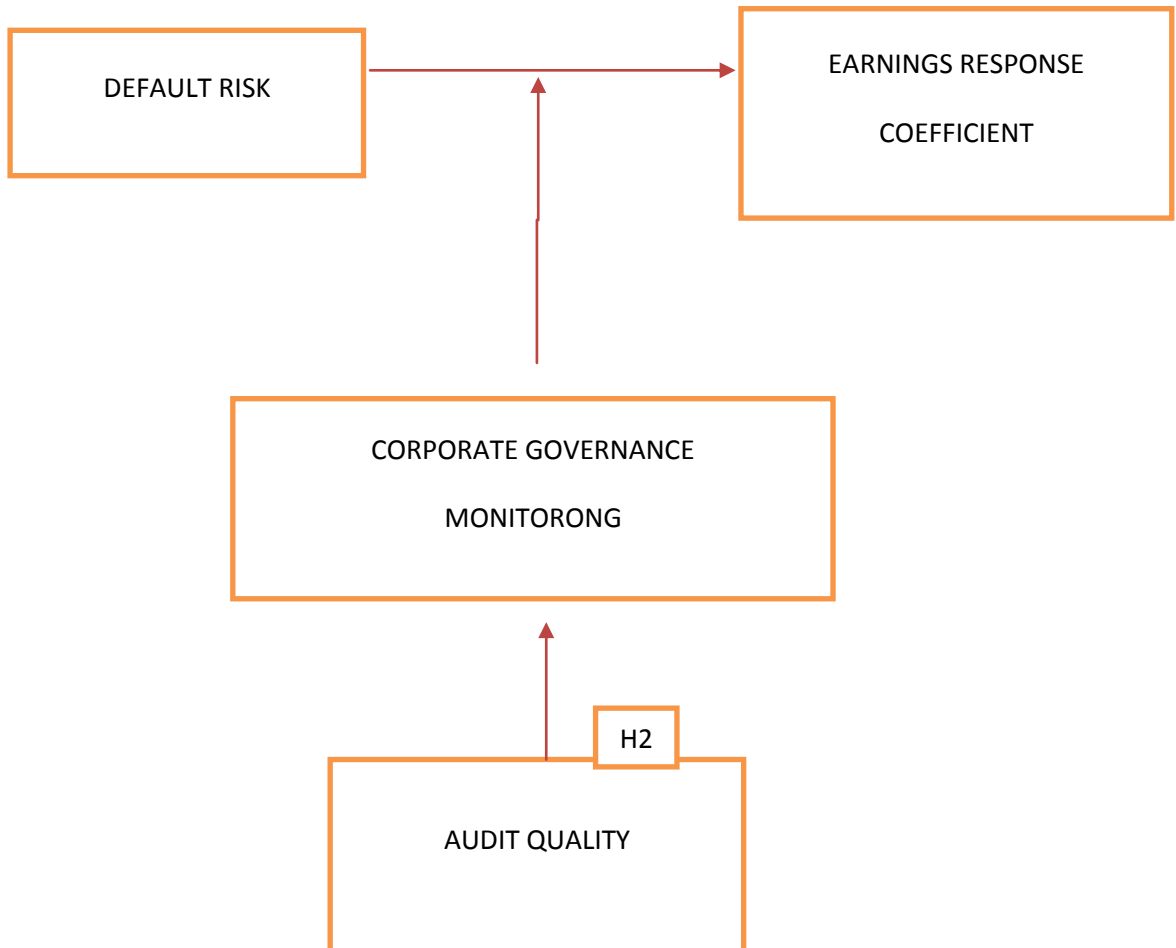 DEFAULT RISK
EARNINGS RESPONSE
COEFFICIENT
CORPORATE GOVERNANCE
MONITORONG
H2
AUDIT QUALITY